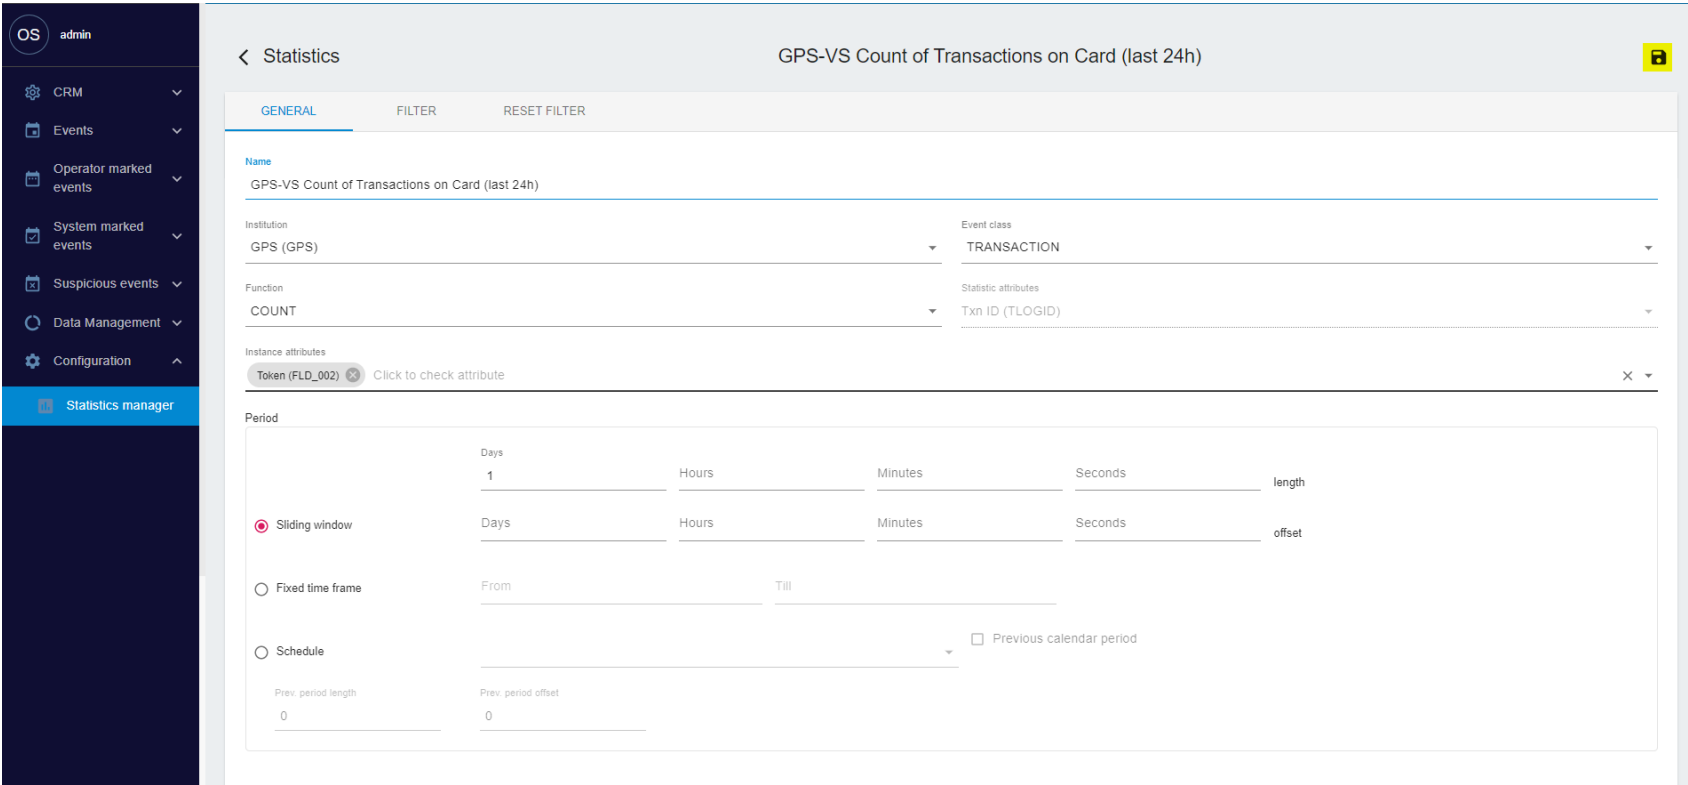 OS admin
CRM
Events
Operator marked
events
System marked
events
Suspicious events
Data Management
Configuration
Statistics manager
Statistics
GPS-VS Count of Transactions on Card (last 24h)
GENERAL FILTER RESET FILTER
Name
GPS-VS Count of Transactions on Card (last 24h)
Institution Event class
GPS (GPS) TRANSACTION
Function Statistic attributes
COUNT Txn ID (TLOGID)
Instance attributes
Token (FLD_002) Click to check attribute
Period
Days
1 Hours Minutes Seconds length
Sliding window Days Hours Minutes Seconds offset
Fixed time frame From Till
Schedule Previous calendar period
Prev. period length Prev. period offset
0 0